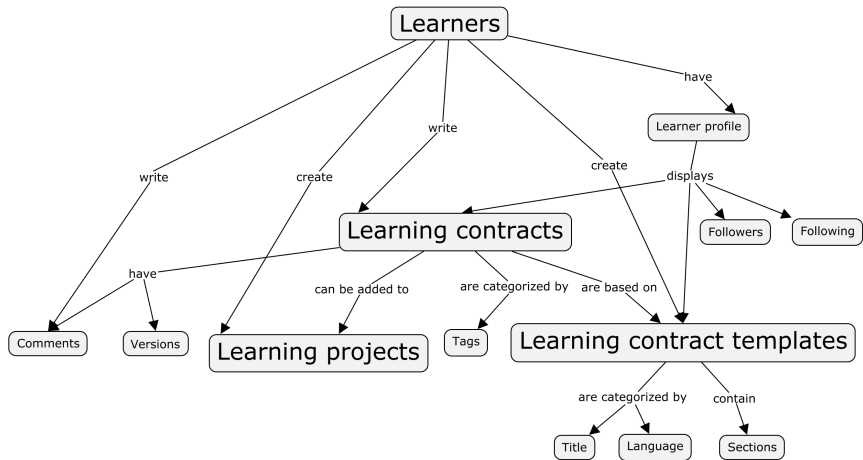 Learners
have
Learner profile
write
create
write
create
displays
Followers
Following
Learning contracts
have
can be added to
are categorized by
are based on
Comments
Versions
Learning projects
Tags
Learning contract templates
are categorized by
contain
Title
Language
Sections